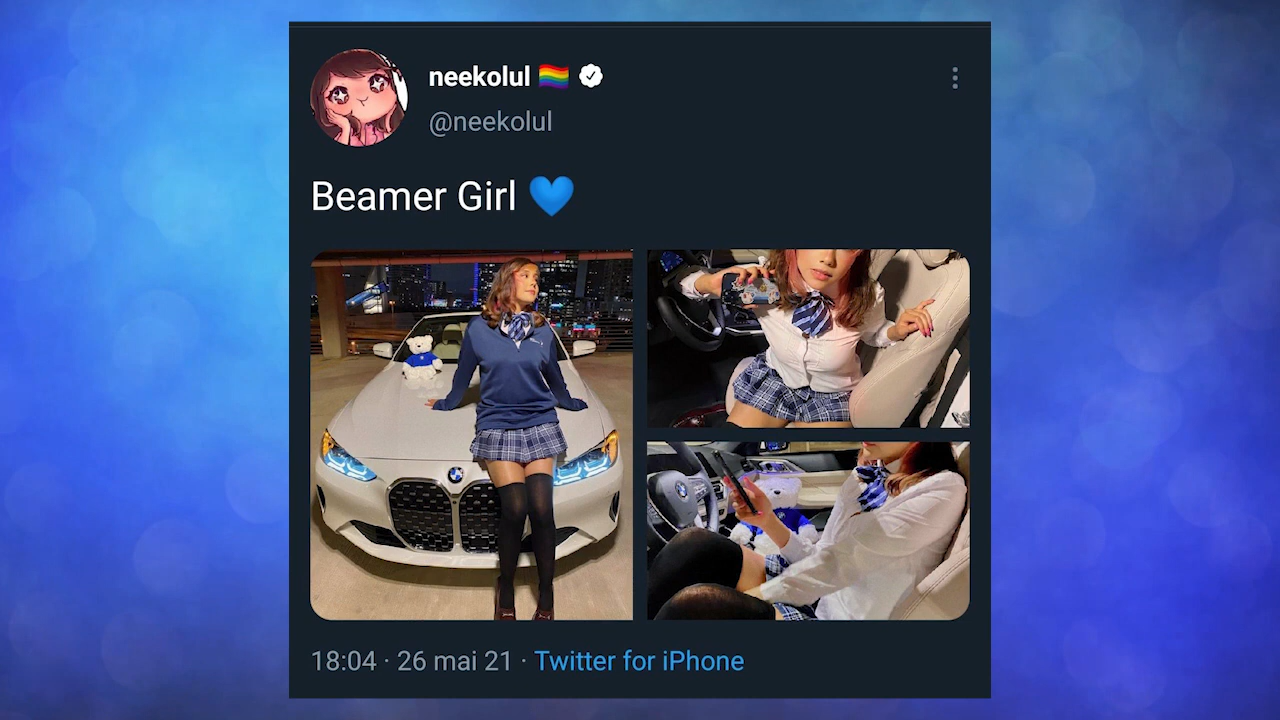 neekolul 🏳️‍🌈
@neekolul
Beamer Girl 💙
18:04 · 26 mai 21 · Twitter for iPhone